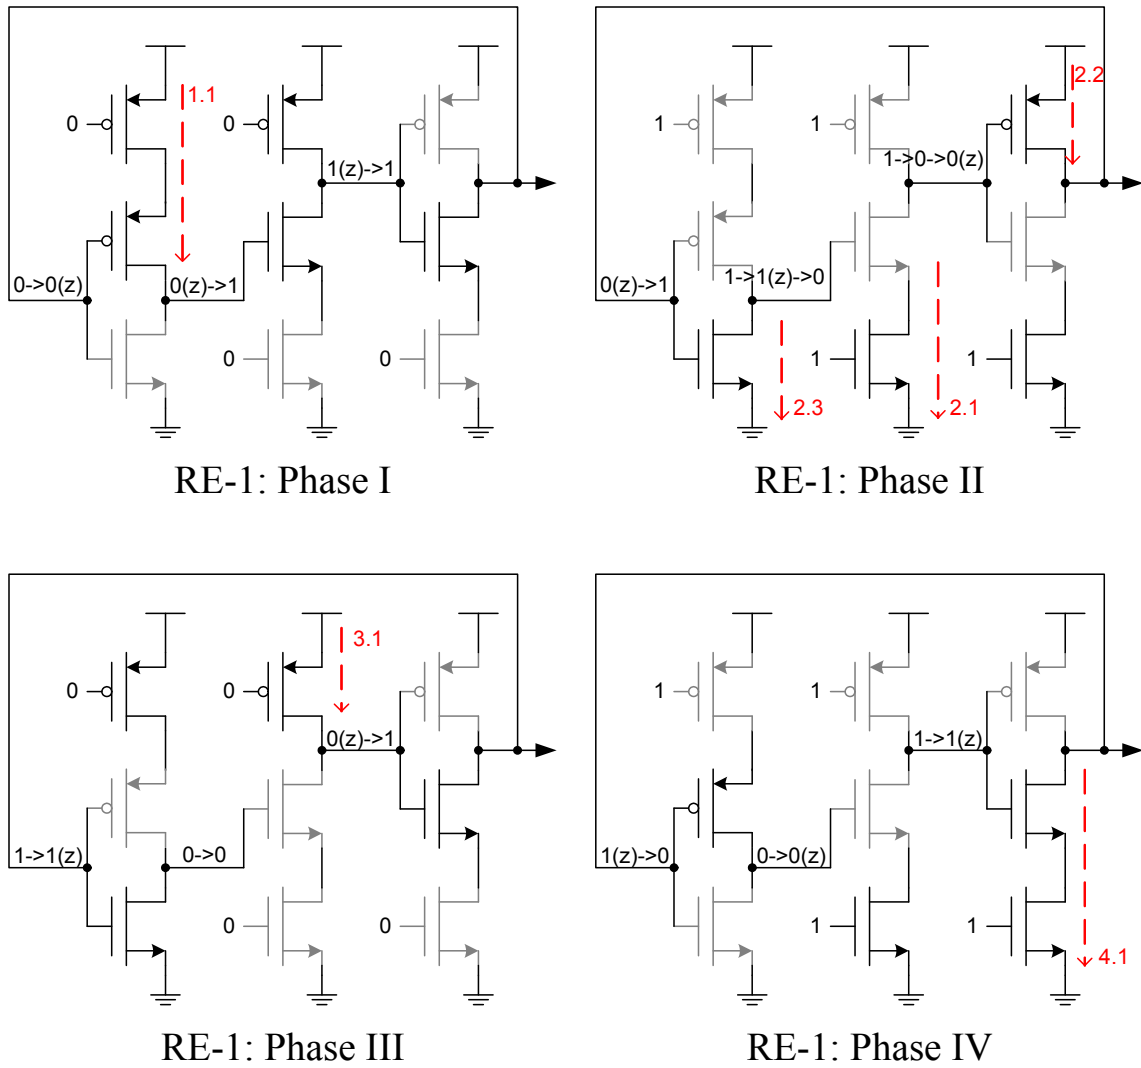 1.1
0
0
1(z)->1
0->0(z)
0(z)->1
0
0
RE-1: Phase I
2.2
1
1
1->0->0(z)
0(z)->1
1->1(z)->0
1
1
2.3
2.1
RE-1: Phase II
3.1
0
0
0(z)->1
1->1(z)
0->0
0
0
RE-1: Phase III
1
1
1->1(z)
1(z)->0
0->0(z)
1
1
4.1
RE-1: Phase IV